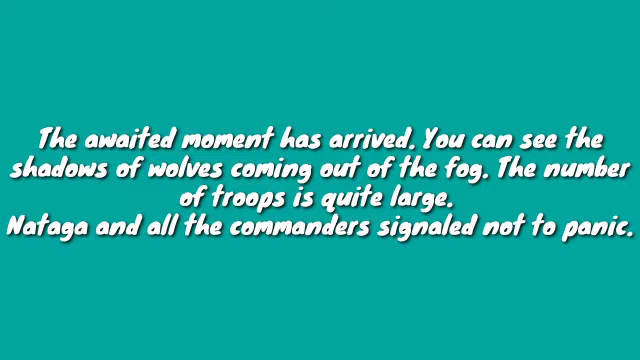 The awaited moment has arrived. You can see the
shadows of wolves coming out of the fog. The number
of troops is quite large.
Nataga and all the commanders signaled not to panic.